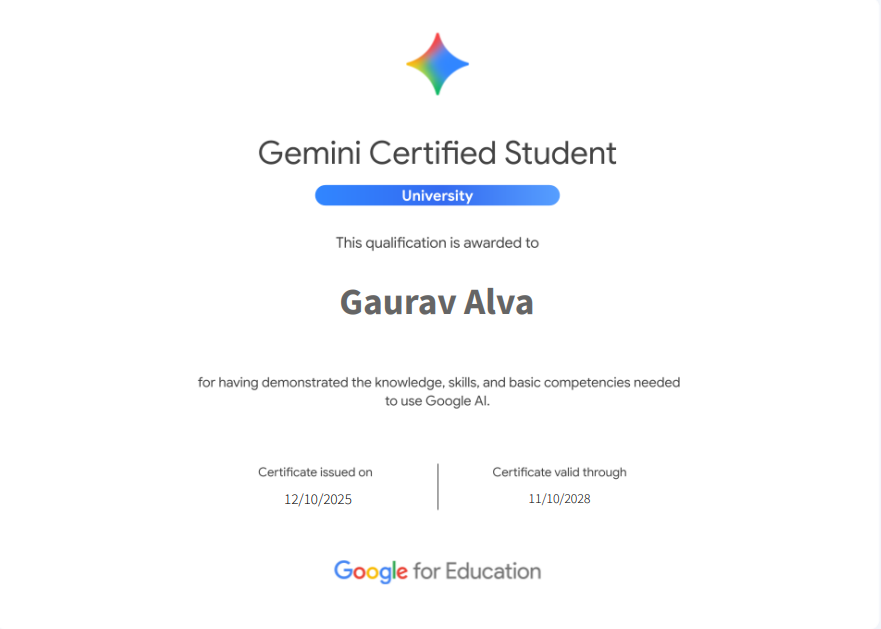 Gemini Certified Student
University
This qualification is awarded to
Gaurav Alva
for having demonstrated the knowledge, skills, and basic competencies needed
to use Google AI.
Certificate issued on
12/10/2025
Certificate valid through
11/10/2028
Google for Education